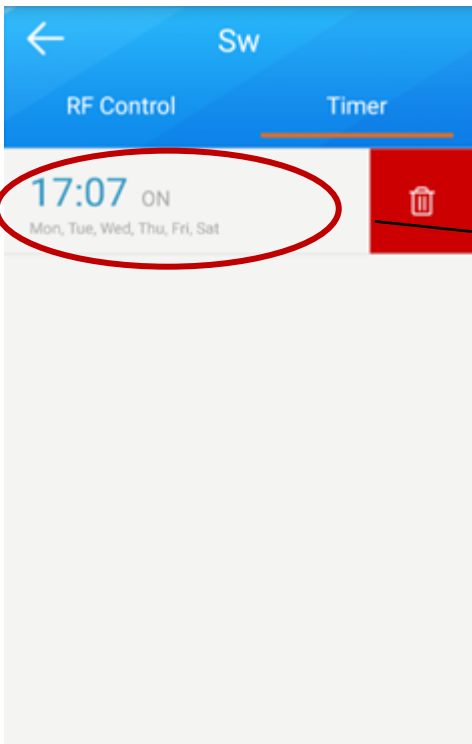 Sw
RF Control Timer
17:07 ON
Mon, Tue, Wed, Thu, Fri, Sat